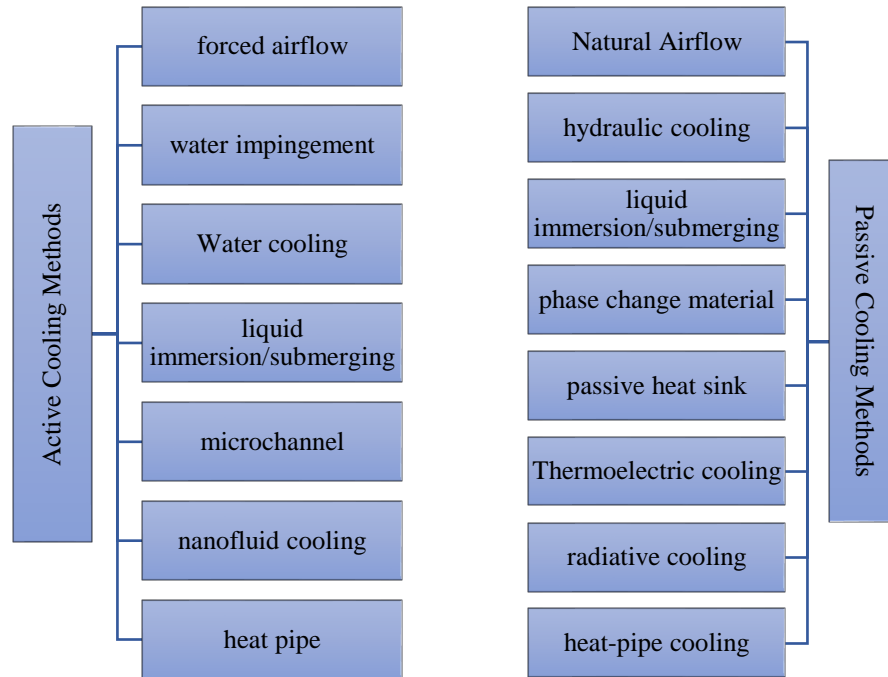 Active Cooling Methods
forced airflow
water impingement
Water cooling
liquid
immersion/submerging
microchannel
nanofluid cooling
heat pipe
Natural Airflow
hydraulic cooling
liquid
immersion/submerging
phase change material
passive heat sink
Thermoelectric cooling
radiative cooling
heat-pipe cooling
Passive Cooling Methods